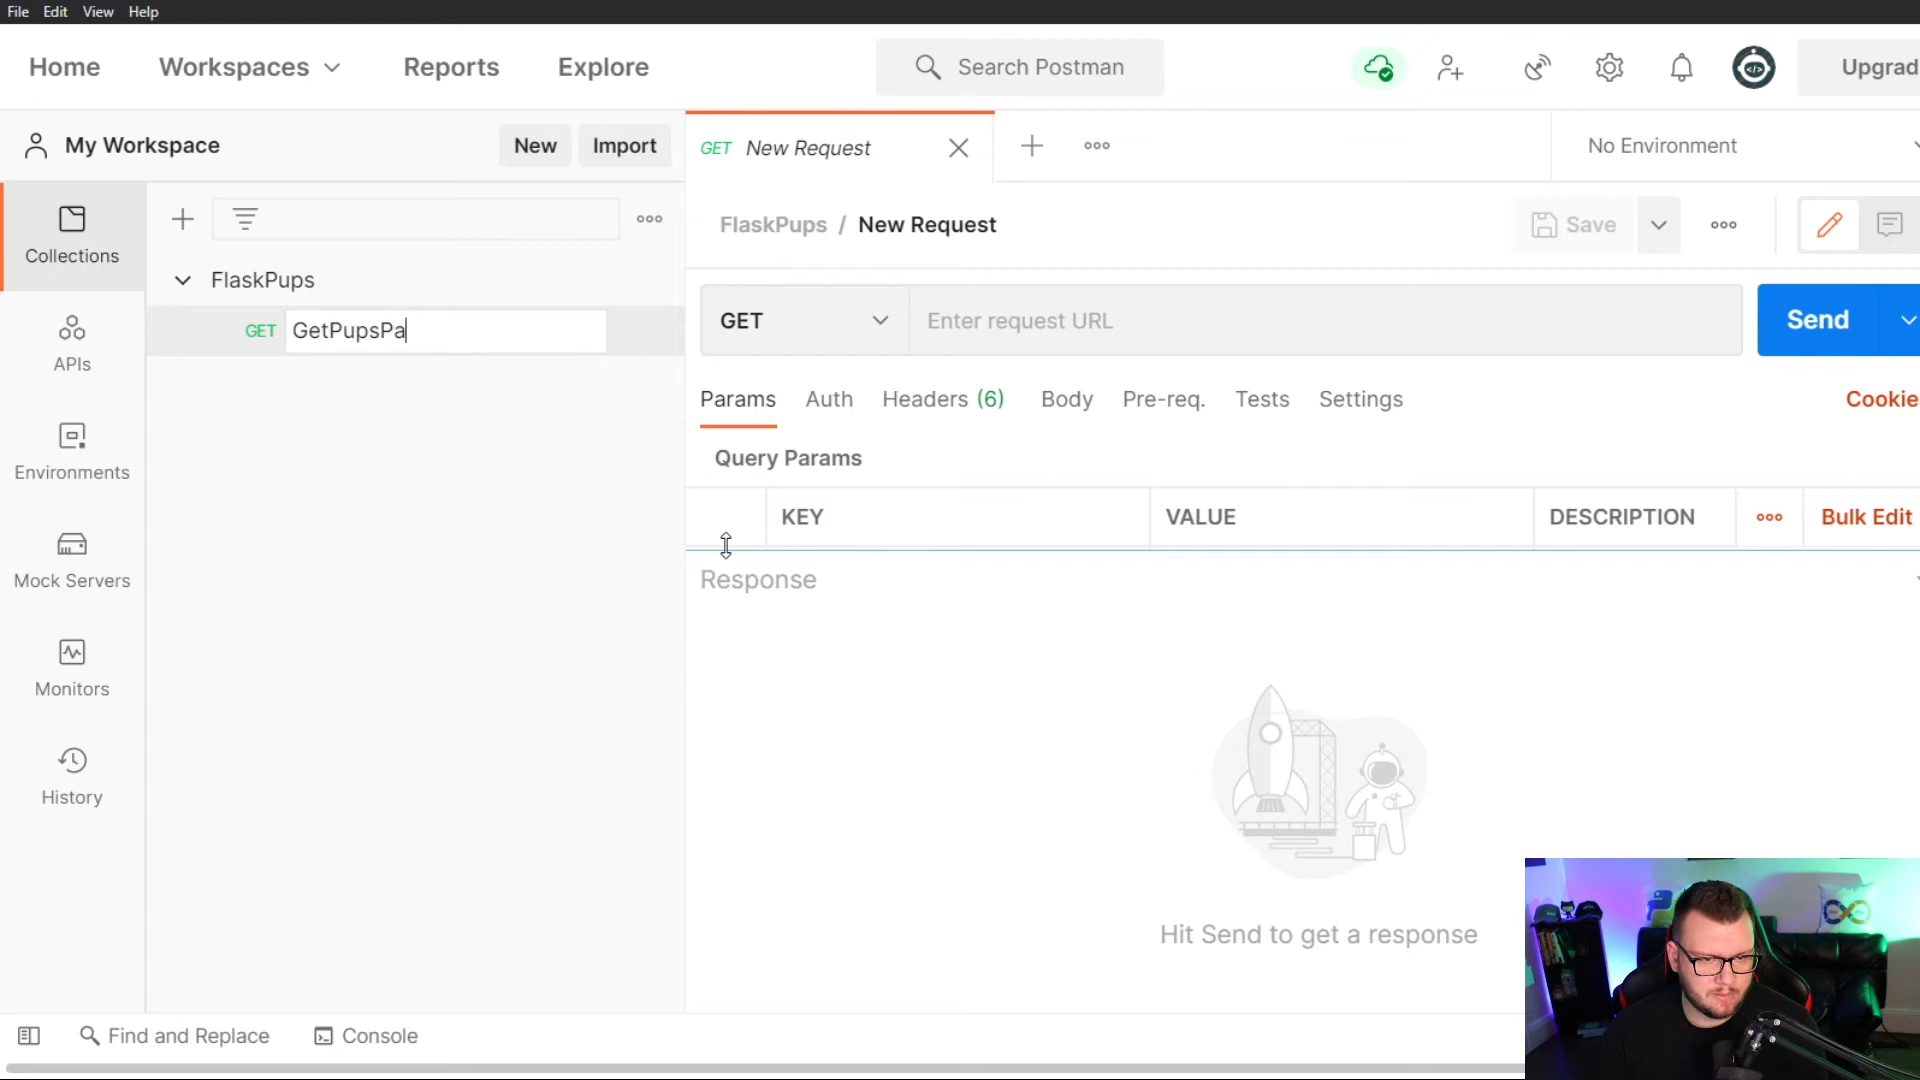 File Edit View Help
Home Workspaces Reports Explore Search Postman Upgrad
My Workspace New Import GET New Request No Environment
Collections
FlaskPups / New Request Save
FlaskPups
GET GetPupsPa
GET Enter request URL Send
APIs
Params Auth Headers (6) Body Pre-req. Tests Settings Cookie
Query Params
Environments
KEY VALUE DESCRIPTION Bulk Edit
Mock Servers
Response
Monitors
History
Hit Send to get a response
Find and Replace Console